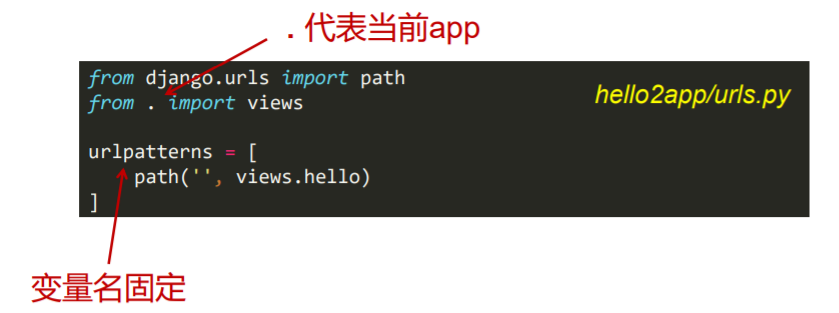 . 代表当前app
from django.urls import path
from . import views
hello2app/urls.py
urlpatterns = [
    path('', views.hello)
]
变量名固定